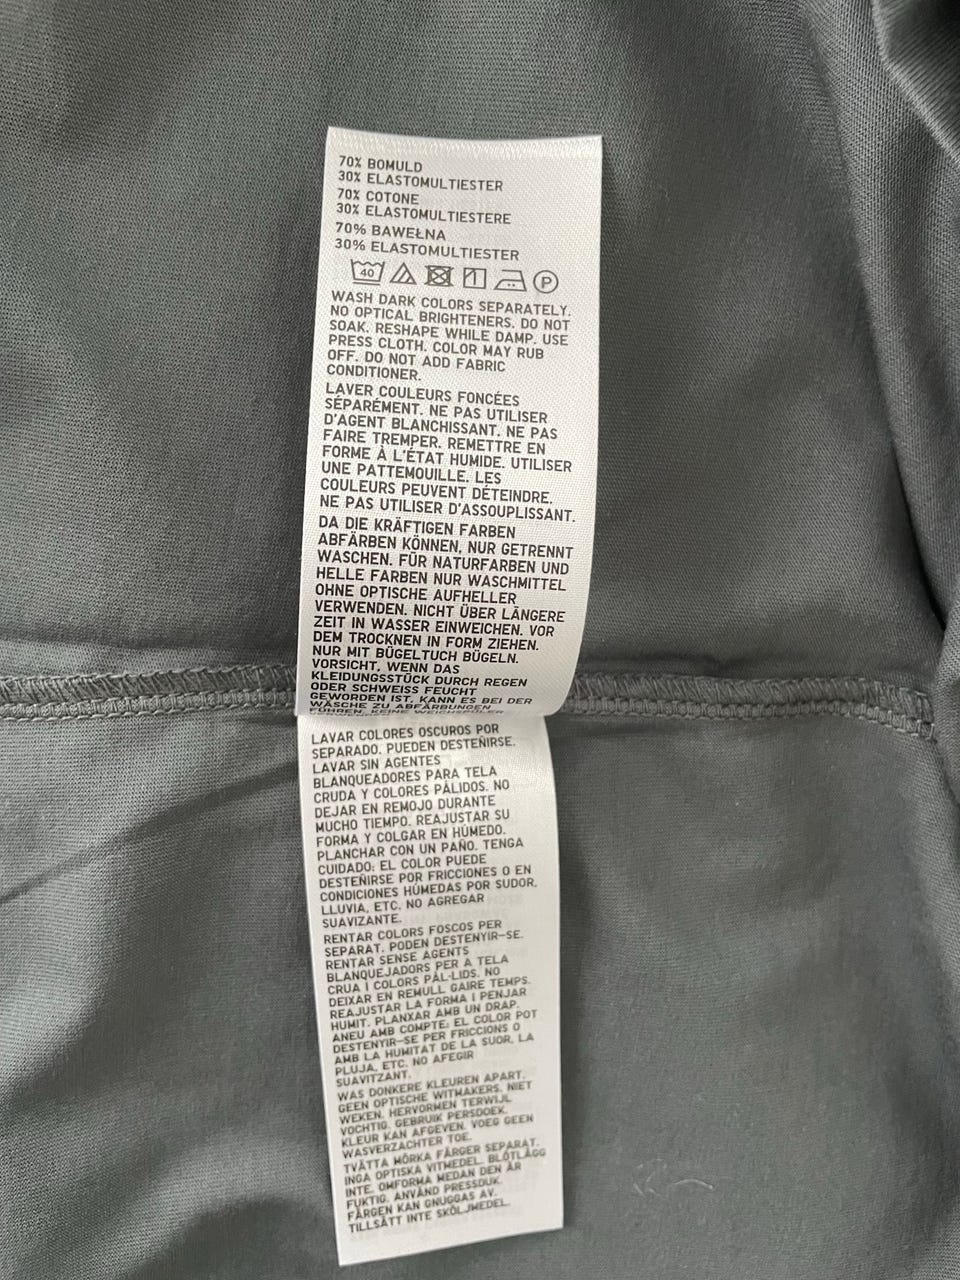 70% BOMULD
30% ELASTOMULTIESTER
70% COTONE
30% ELASTOMULTIESTERE
70% BAWEŁNA
30% ELASTOMULTIESTER
40 P
WASH DARK COLORS SEPARATELY.
NO OPTICAL BRIGHTENERS. DO NOT
SOAK. RESHAPE WHILE DAMP. USE
PRESS CLOTH. COLOR MAY RUB
OFF. DO NOT ADD FABRIC
CONDITIONER.
LAVER COULEURS FONCÉES
SÉPARÉMENT. NE PAS UTILISER
D'AGENT BLANCHISSANT. NE PAS
FAIRE TREMPER. REMETTRE EN
FORME À L'ÉTAT HUMIDE. UTILISER
UNE PATTEMOUILLE. LES
COULEURS PEUVENT DÉTEINDRE.
NE PAS UTILISER D'ASSOUPLISSANT.
DA DIE KRÄFTIGEN FARBEN
ABFÄRBEN KÖNNEN, NUR GETRENNT
WASCHEN. FÜR NATURFARBEN UND
HELLE FARBEN NUR WASCHMITTEL
OHNE OPTISCHE AUFHELLER
VERWENDEN. NICHT ÜBER LÄNGERE
ZEIT IN WASSER EINWEICHEN. VOR
DEM TROCKNEN IN FORM ZIEHEN.
NUR MIT BÜGELTUCH BÜGELN.
VORSICHT, WENN DAS
KLEIDUNGSSTÜCK DURCH REGEN
ODER SCHWEISS FEUCHT
GEWORDEN IST, KANN ES BEI DER
WÄSCHE ZU ABFÄRBUNGEN
FÜHREN. KEINE WEICHSPÜLER
LAVAR COLORES OSCUROS POR
SEPARADO. PUEDEN DESTEÑIRSE.
LAVAR SIN AGENTES
BLANQUEADORES PARA TELA
CRUDA Y COLORES PÁLIDOS. NO
DEJAR EN REMOJO DURANTE
MUCHO TIEMPO. REAJUSTAR SU
FORMA Y COLGAR EN HÚMEDO.
PLANCHAR CON UN PAÑO. TENGA
CUIDADO: EL COLOR PUEDE
DESTEÑIRSE POR FRICCIONES O EN
CONDICIONES HÚMEDAS POR SUDOR,
LLUVIA, ETC. NO AGREGAR
SUAVIZANTE.
RENTAR COLORS FOSCOS PER
SEPARAT. PODEN DESTENYIR-SE.
RENTAR SENSE AGENTS
BLANQUEJADORS PER A TELA
CRUA I COLORS PÀL·LIDS. NO
DEIXAR EN REMULL GAIRE TEMPS.
REAJUSTAR LA FORMA I PENJAR
HUMIT. PLANXAR AMB UN DRAP.
ANEU AMB COMPTE: EL COLOR POT
DESTENYIR-SE PER FRICCIONS O
AMB LA HUMITAT DE LA SUOR, LA
PLUJA, ETC. NO AFEGIR
SUAVITZANT.
WAS DONKERE KLEUREN APART.
GEEN OPTISCHE WITMAKERS. NIET
WEKEN. HERVORMEN TERWIJL
VOCHTIG. GEBRUIK PERSDOEK.
KLEUR KAN AFGEVEN. VOEG GEEN
WASVERZACHTER TOE.
TVÄTTA MÖRKA FÄRGER SEPARAT.
INGA OPTISKA VITMEDEL. BLÖTLÄGG
INTE. OMFORMA MEDAN DEN ÄR
FUKTIG. ANVÄND PRESSDUK.
FÄRGEN KAN GNUGGAS AV.
TILLSÄTT INTE SKÖLJMEDEL.